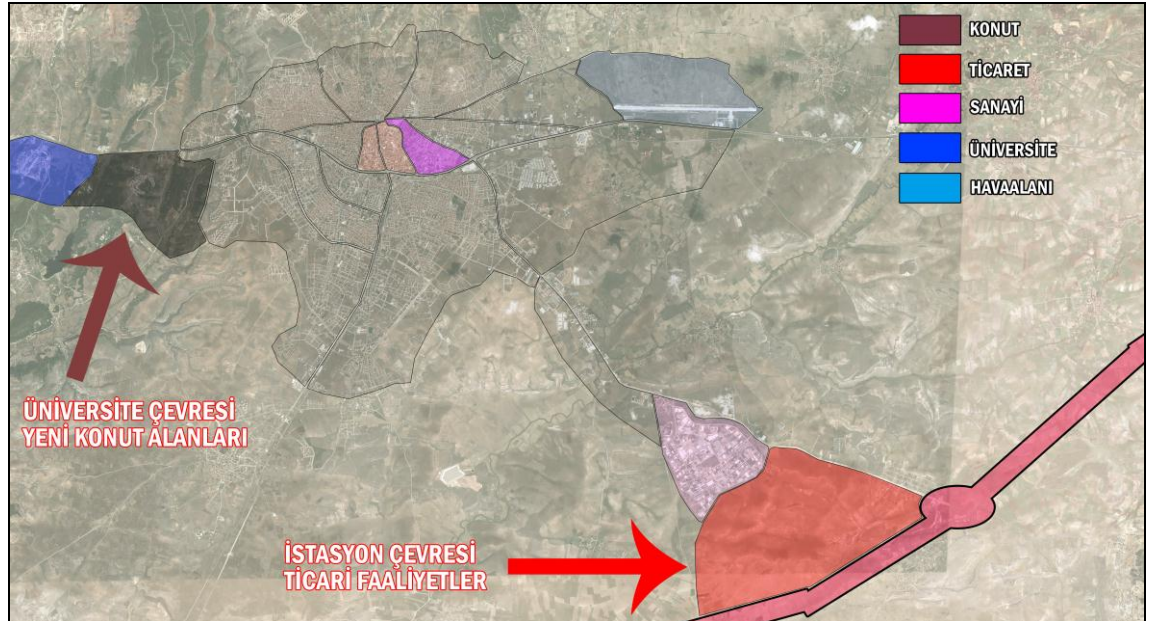 KONUT
TİCARET
SANAYİ
ÜNİVERSİTE
HAVAALANI
ÜNİVERSİTE ÇEVRESİ
YENİ KONUT ALANLARI
İSTASYON ÇEVRESİ
TİCARİ FAALİYETLER